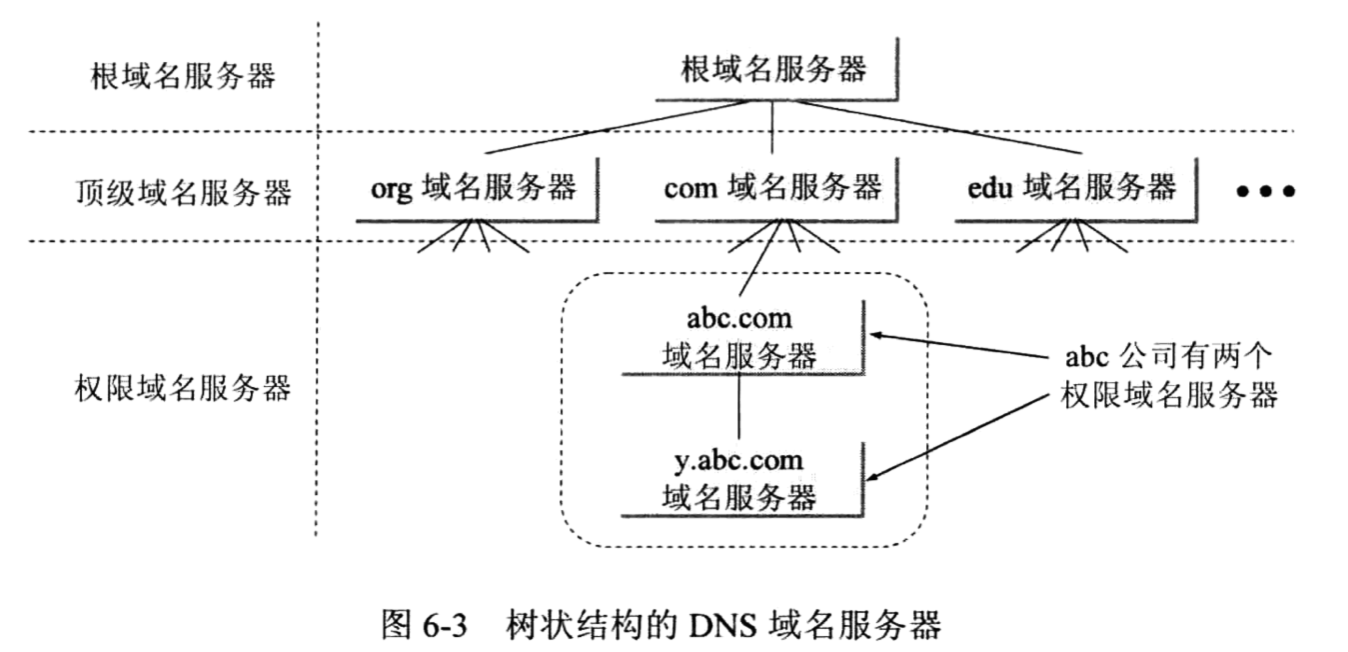 根域名服务器
根域名服务器
顶级域名服务器
org 域名服务器
com 域名服务器
edu 域名服务器
权限域名服务器
abc.com
域名服务器
y.abc.com
域名服务器
abc 公司有两个
权限域名服务器
图 6-3 树状结构的 DNS 域名服务器